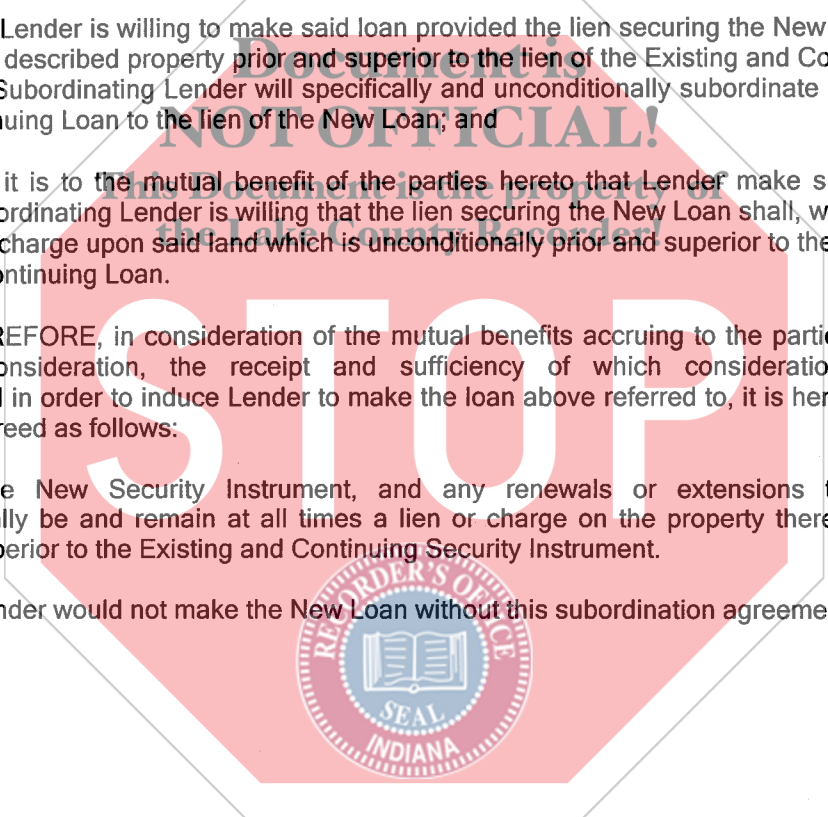 Lender is willing to make said loan provided the lien securing the New
described property prior and superior to the lien of the Existing and Co
Subordinating Lender will specifically and unconditionally subordinate
nuing Loan to the lien of the New Loan; and
it is to the mutual benefit of the parties hereto that Lender make s
ordinating Lender is willing that the lien securing the New Loan shall, w
charge upon said land which is unconditionally prior and superior to the
ontinuing Loan.
REFORE, in consideration of the mutual benefits accruing to the parti
onsideration, the receipt and sufficiency of which consideratio
in order to induce Lender to make the loan above referred to, it is her
reed as follows:
e New Security Instrument, and any renewals or extensions t
lly be and remain at all times a lien or charge on the property there
perior to the Existing and Continuing Security Instrument.
nder would not make the New Loan without this subordination agreeme
Document is
NOT OFFICIAL!
This Document is the property of
the Lake County Recorder!
STOP
RECORDER'S OFFICE
SEAL
INDIANA